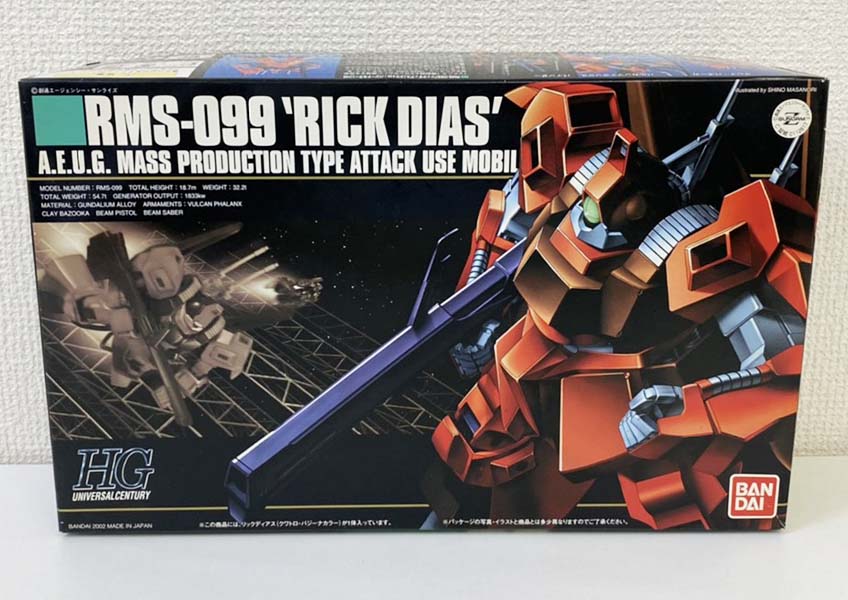 ©創通エージェンシー・サンライズ
Illustrated by SHINO MASANORI
RMS-099 'RICK DIAS'
A.E.U.G. MASS PRODUCTION TYPE ATTACK USE MOBIL
MODEL NUMBER : RMS-099 TOTAL HEIGHT : 18.7m WEIGHT : 32.2t
TOTAL WEIGHT : 54.7t GENERATOR OUTPUT : 1833kw
MATERIAL : GUNDALIUM ALLOY ARMAMENTS : VULCAN PHALANX
CLAY BAZOOKA BEAM PISTOL BEAM SABER
HG
UNIVERSAL CENTURY
BAN
DAI
BANDAI 2002 MADE IN JAPAN
※この商品には、リックディアス(クワトロ・バジーナカラー)が1体入っています。
※パッケージの写真・イラストと商品とは多少異なりますのでご了承ください。